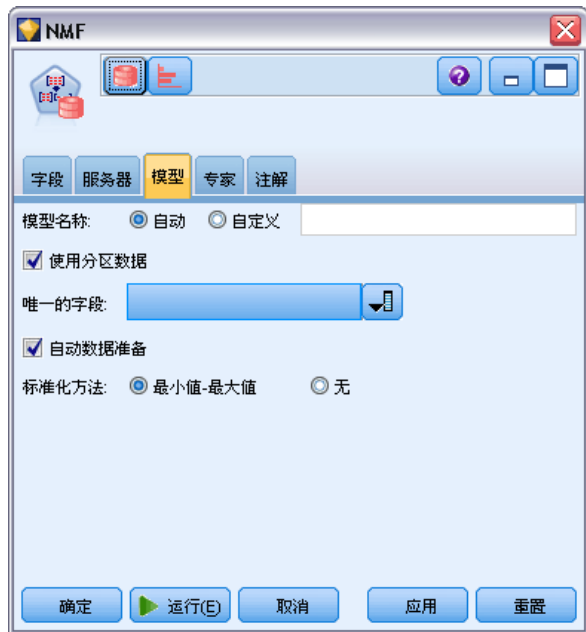 NMF
字段 服务器 模型 专家 注解
模型名称: 自动 自定义
使用分区数据
唯一的字段:
自动数据准备
标准化方法: 最小值-最大值 无
确定 运行(E) 取消 应用 重置